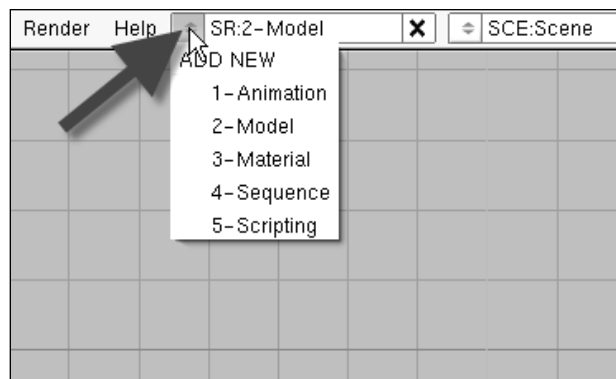 Render Help SR:2-Model SCE:Scene
ADD NEW
1-Animation
2-Model
3-Material
4-Sequence
5-Scripting